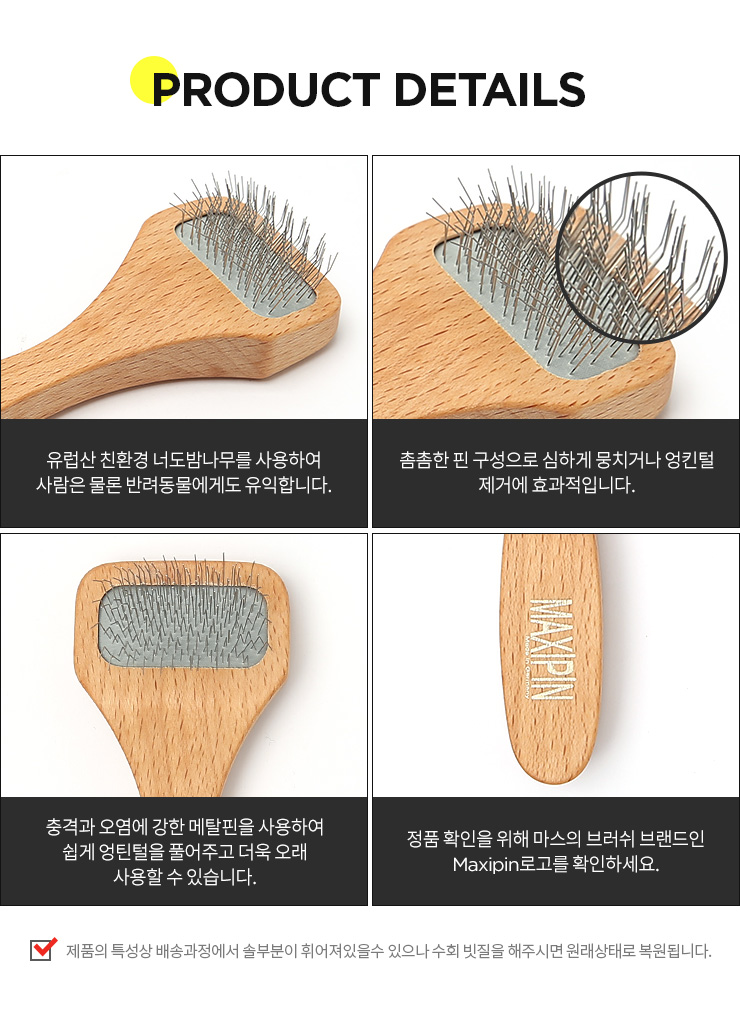 PRODUCT DETAILS
유럽산 친환경 너도밤나무를 사용하여
사람은 물론 반려동물에게도 유익합니다.
촘촘한 핀 구성으로 심하게 뭉치거나 엉킨털
제거에 효과적입니다.
충격과 오염에 강한 메탈핀을 사용하여
쉽게 엉틴털을 풀어주고 더욱 오래
사용할 수 있습니다.
MAXIPIN
Made in Germany
정품 확인을 위해 마스의 브러쉬 브랜드인
Maxipin로고를 확인하세요.
제품의 특성상 배송과정에서 솔부분이 휘어져있을수 있으나 수회 빗질을 해주시면 원래상태로 복원됩니다.